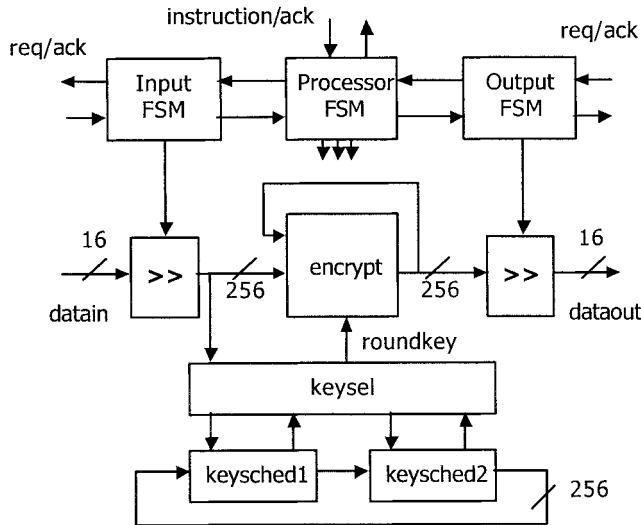 instruction/ack
req/ack
req/ack
Input
FSM
Processor
FSM
Output
FSM
16
>>
256
datain
encrypt
256
>>
16
dataout
roundkey
keysel
keysched1
keysched2
256